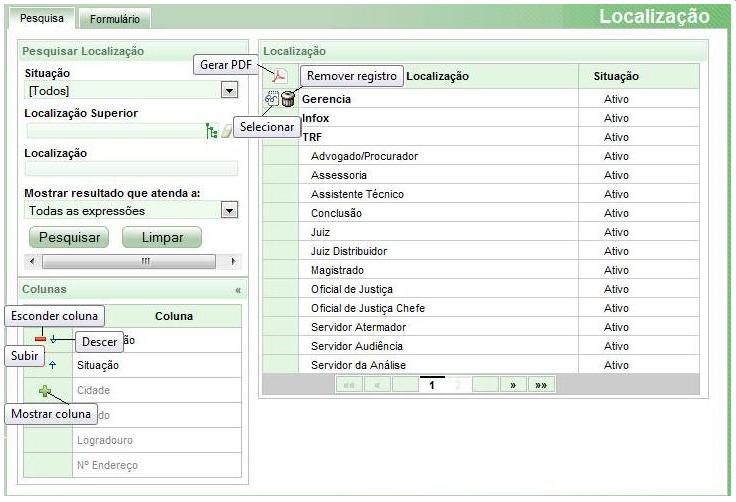 Pesquisa
Formulário
Localização
Pesquisar Localização
Situação
[Todos]
Localização Superior
Localização
Mostrar resultado que atenda a:
Todas as expressões
Pesquisar
Limpar
Colunas
«
Esconder coluna
Coluna
Descer
ão
Subir
Situação
Cidade
Mostrar coluna
do
Logradouro
Nº Endereço
Localização
Gerar PDF
Remover registro
Localização
Situação
Selecionar
Gerencia Ativo
Infox Ativo
TRF Ativo
Advogado/Procurador Ativo
Assessoria Ativo
Assistente Técnico Ativo
Conclusão Ativo
Juiz Ativo
Juiz Distribuidor Ativo
Magistrado Ativo
Oficial de Justiça Ativo
Oficial de Justiça Chefe Ativo
Servidor Atermador Ativo
Servidor Audiência Ativo
Servidor da Análise Ativo
«« « 1 2 » »»